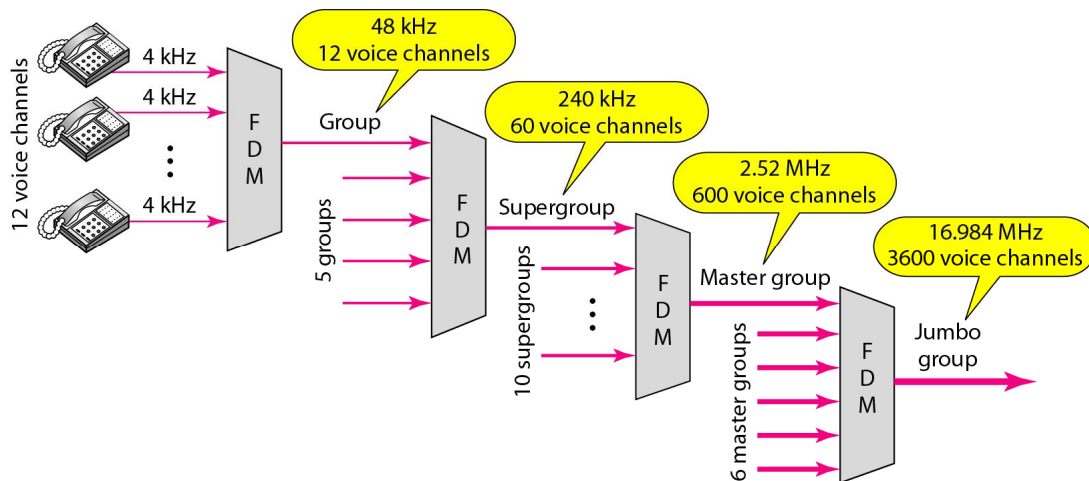 12 voice channels
4 kHz
4 kHz
4 kHz
F
D
M
48 kHz
12 voice channels
Group
5 groups
F
D
M
240 kHz
60 voice channels
Supergroup
10 supergroups
F
D
M
2.52 MHz
600 voice channels
Master group
6 master groups
F
D
M
16.984 MHz
3600 voice channels
Jumbo
group